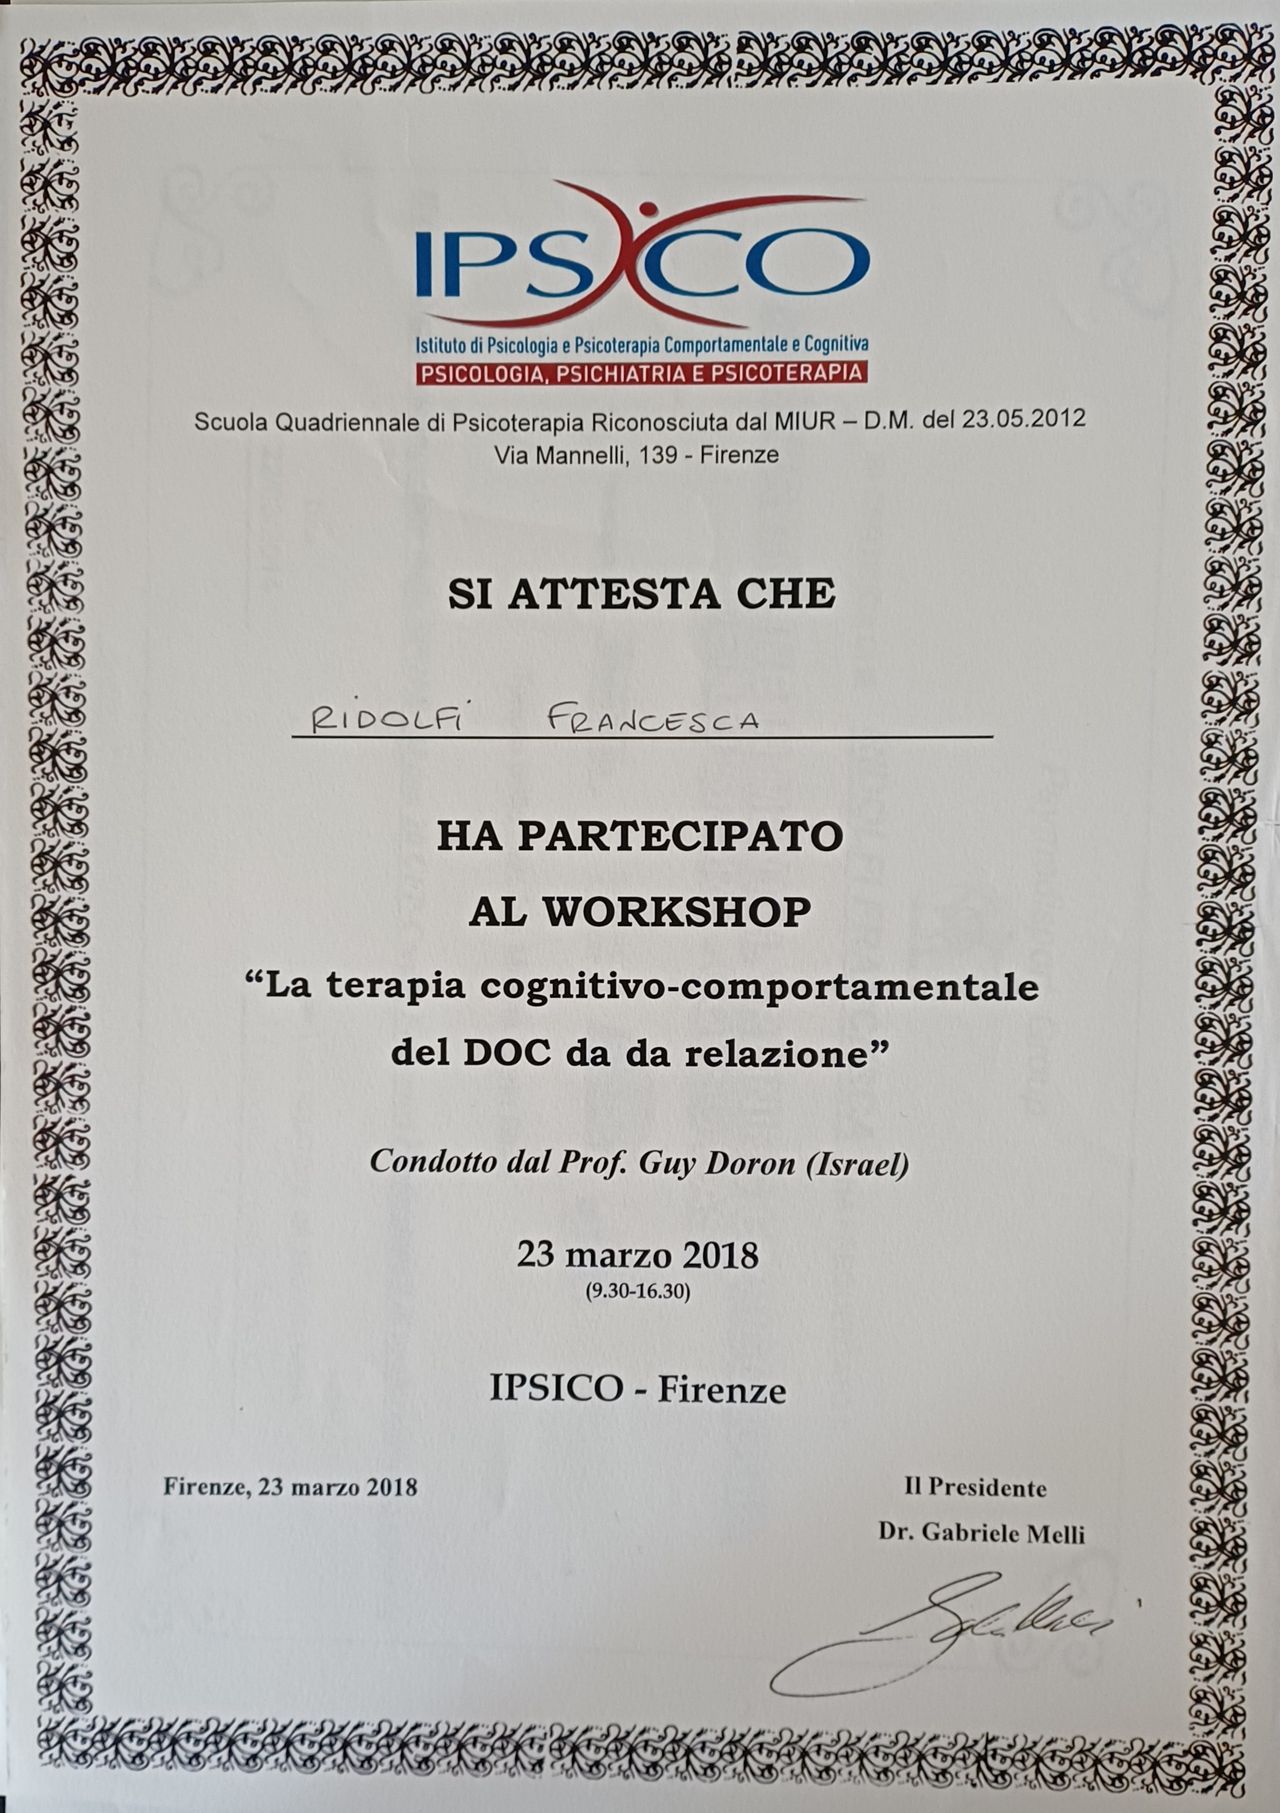 IPSICO
Istituto di Psicologia e Psicoterapia Comportamentale e Cognitiva
PSICOLOGIA, PSICHIATRIA E PSICOTERAPIA
Scuola Quadriennale di Psicoterapia Riconosciuta dal MIUR – D.M. del 23.05.2012
Via Mannelli, 139 - Firenze
SI ATTESTA CHE
RIDOLFI FRANCESCA
HA PARTECIPATO
AL WORKSHOP
“La terapia cognitivo-comportamentale
del DOC da da relazione”
Condotto dal Prof. Guy Doron (Israel)
23 marzo 2018
(9.30-16.30)
IPSICO - Firenze
Firenze, 23 marzo 2018
Il Presidente
Dr. Gabriele Melli